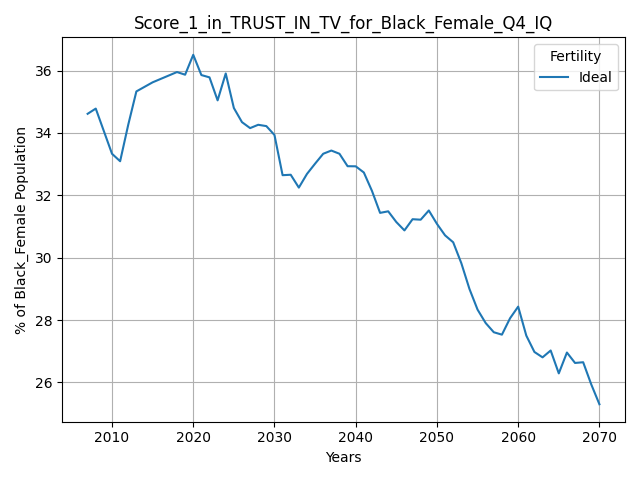 Score_1_in_TRUST_IN_TV_for_Black_Female_Q4_IQ
Fertility
Ideal
% of Black_Female Population
36
34
32
30
28
26
2010 2020 2030 2040 2050 2060 2070
Years